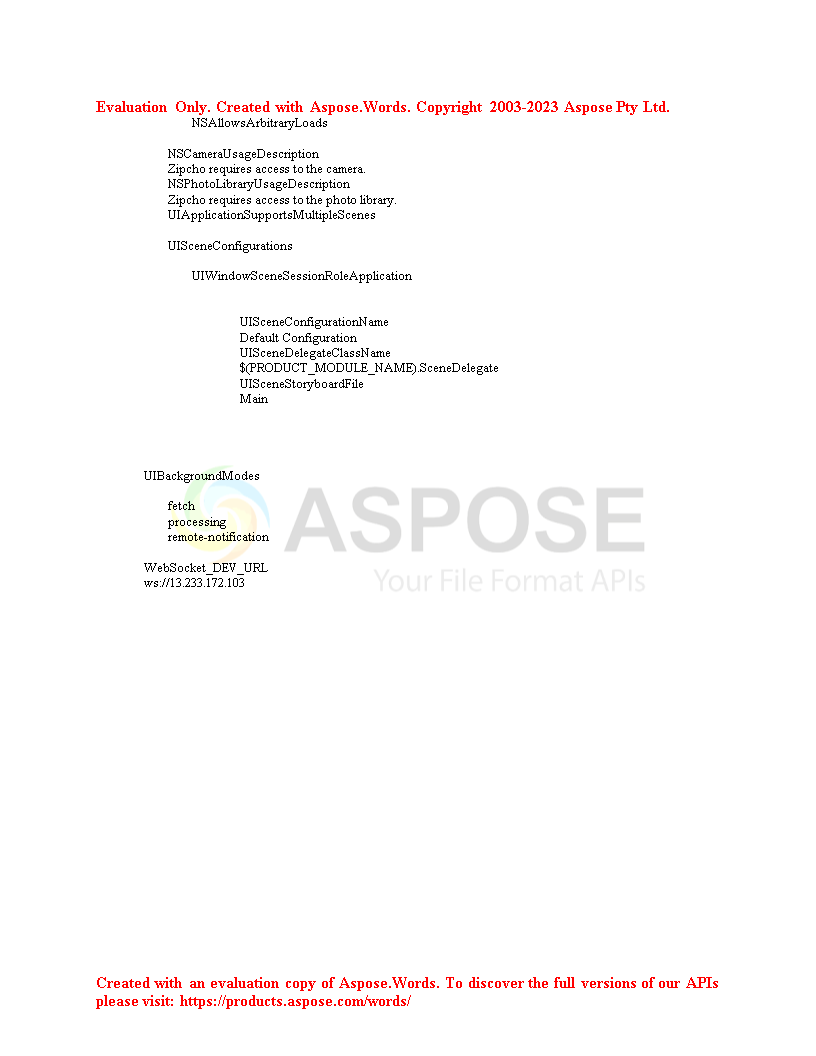 Evaluation Only. Created with Aspose.Words. Copyright 2003-2023 Aspose Pty Ltd.
NSAllowsArbitraryLoads
NSCameraUsageDescription
Zipcho requires access to the camera.
NSPhotoLibraryUsageDescription
Zipcho requires access to the photo library.
UIApplicationSupportsMultipleScenes
UISceneConfigurations
UIWindowSceneSessionRoleApplication
UISceneConfigurationName
Default Configuration
UISceneDelegateClassName
$(PRODUCT_MODULE_NAME).SceneDelegate
UISceneStoryboardFile
Main
UIBackgroundModes
fetch
processing
remote-notification
ASPOSE
Your File Format APIs
WebSocket_DEV_URL
ws://13.233.172.103
Created with an evaluation copy of Aspose.Words. To discover the full versions of our APIs
please visit: https://products.aspose.com/words/